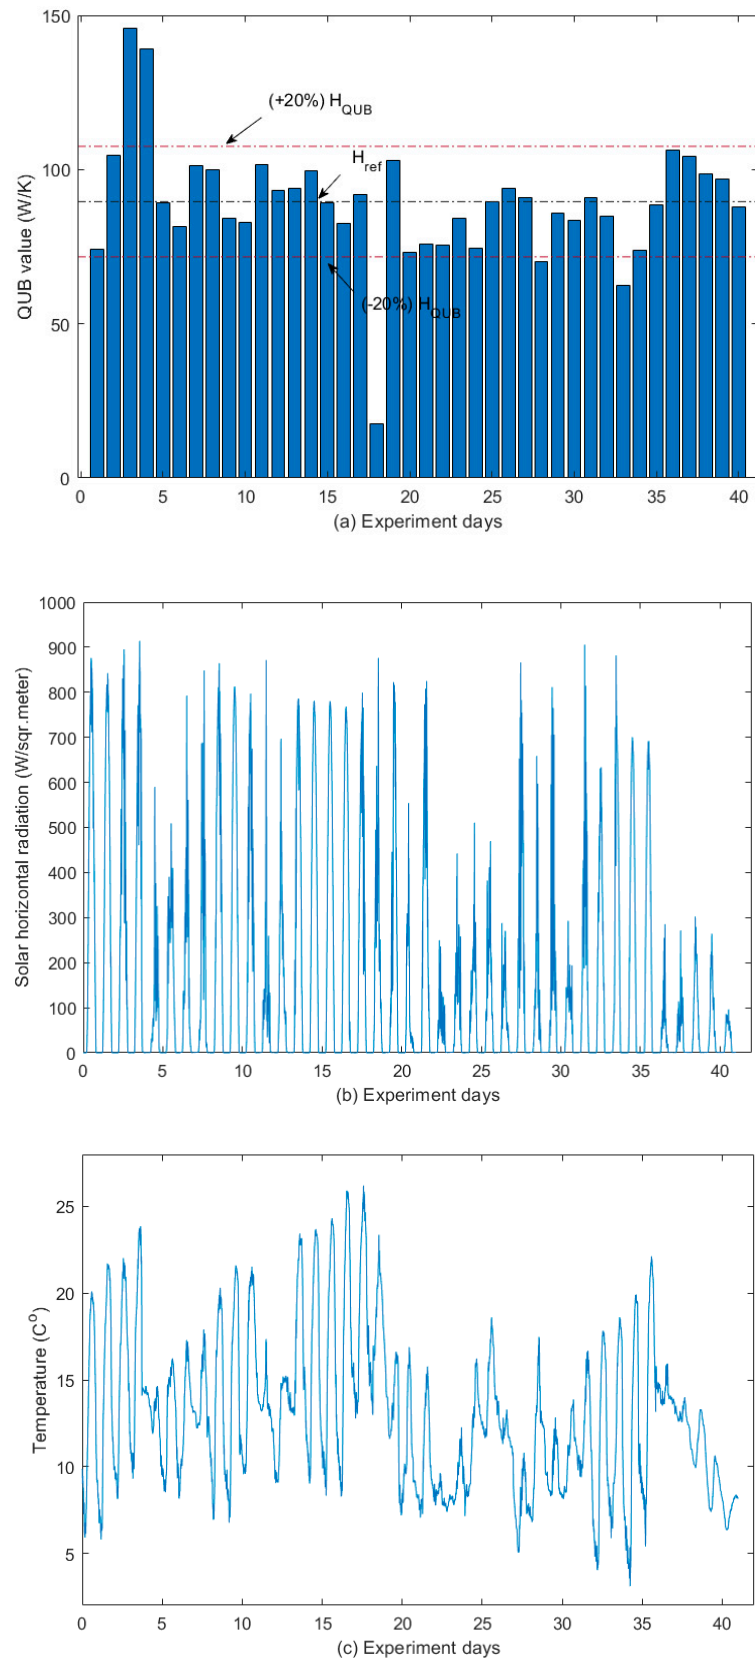 150
100
50
0
QUB value (W/K)
(+20%) H_QUB
H_ref
(-20%) H_QUB
0 5 10 15 20 25 30 35 40
(a) Experiment days
1000
900
800
700
600
500
400
300
200
100
0
Solar horizontal radiation (W/sqr.meter)
0 5 10 15 20 25 30 35 40
(b) Experiment days
25
20
15
10
5
Temperature (C^o)
0 5 10 15 20 25 30 35 40
(c) Experiment days